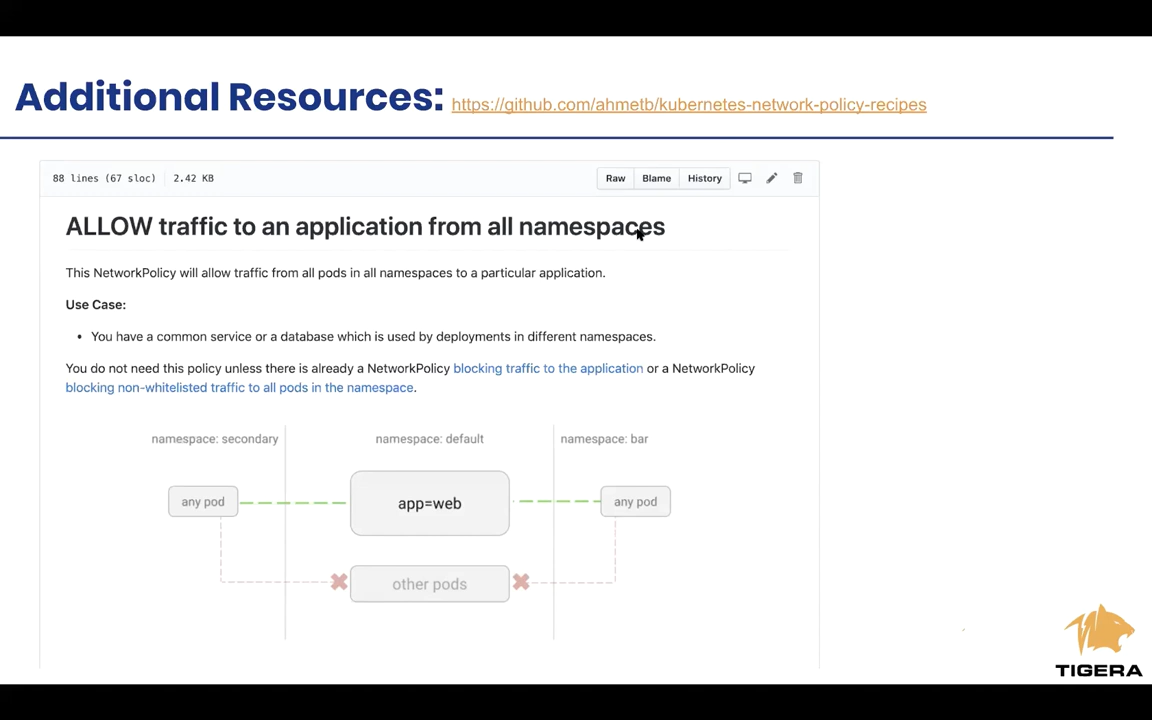 Additional Resources: https://github.com/ahmetb/kubernetes-network-policy-recipes
88 lines (67 sloc) 2.42 KB Raw Blame History
ALLOW traffic to an application from all namespaces
This NetworkPolicy will allow traffic from all pods in all namespaces to a particular application.
Use Case:
• You have a common service or a database which is used by deployments in different namespaces.
You do not need this policy unless there is already a NetworkPolicy blocking traffic to the application or a NetworkPolicy
blocking non-whitelisted traffic to all pods in the namespace.
namespace: secondary namespace: default namespace: bar
any pod app=web any pod
other pods
TIGERA